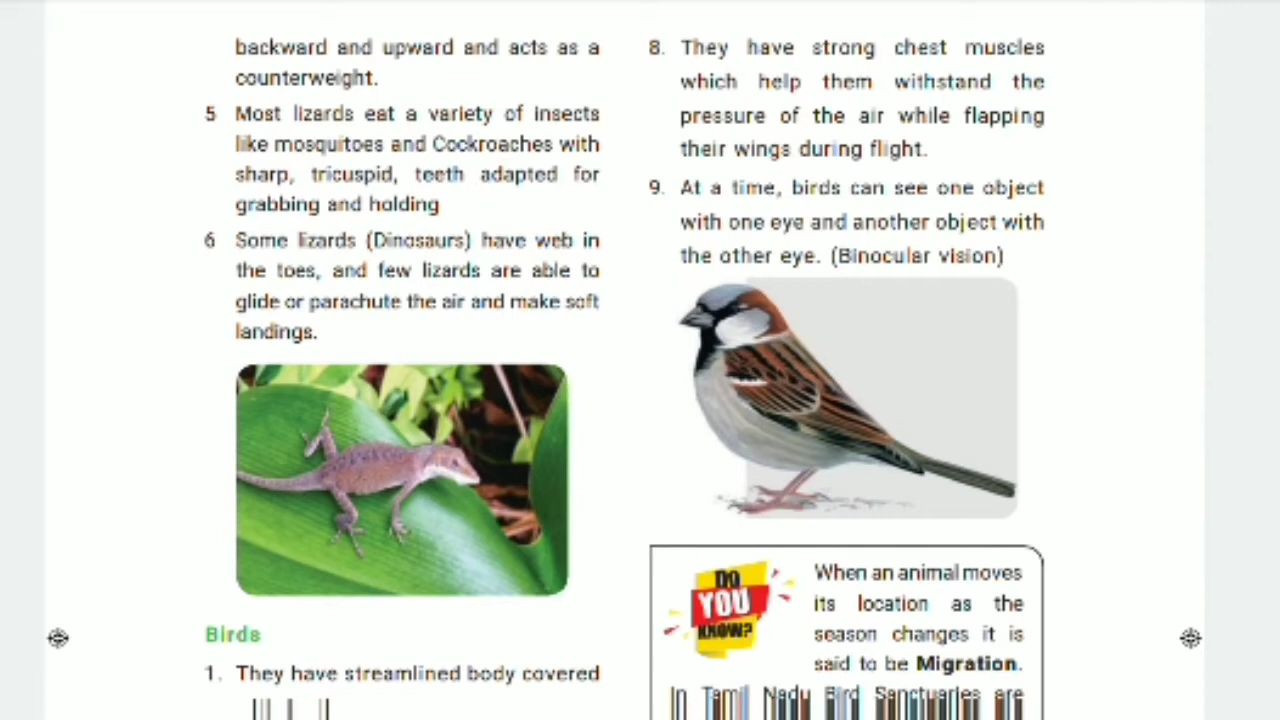 backward and upward and acts as a
counterweight.
5 Most lizards eat a variety of insects
like mosquitoes and Cockroaches with
sharp, tricuspid, teeth adapted for
grabbing and holding
6 Some lizards (Dinosaurs) have web in
the toes, and few lizards are able to
glide or parachute the air and make soft
landings.
Birds
1. They have streamlined body covered
8. They have strong chest muscles
which help them withstand the
pressure of the air while flapping
their wings during flight.
9. At a time, birds can see one object
with one eye and another object with
the other eye. (Binocular vision)
DO
YOU
KNOW?
When an animal moves
its location as the
season changes it is
said to be Migration.
In Tamil Nadu Bird Sanctuaries are